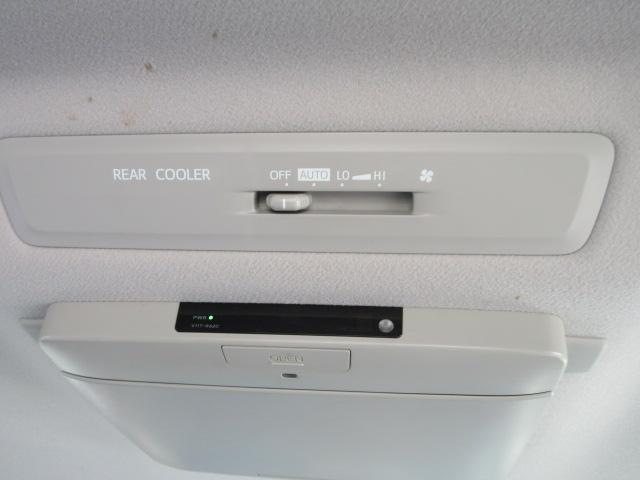 REAR COOLER OFF AUTO LO HI
PWR
OPEN